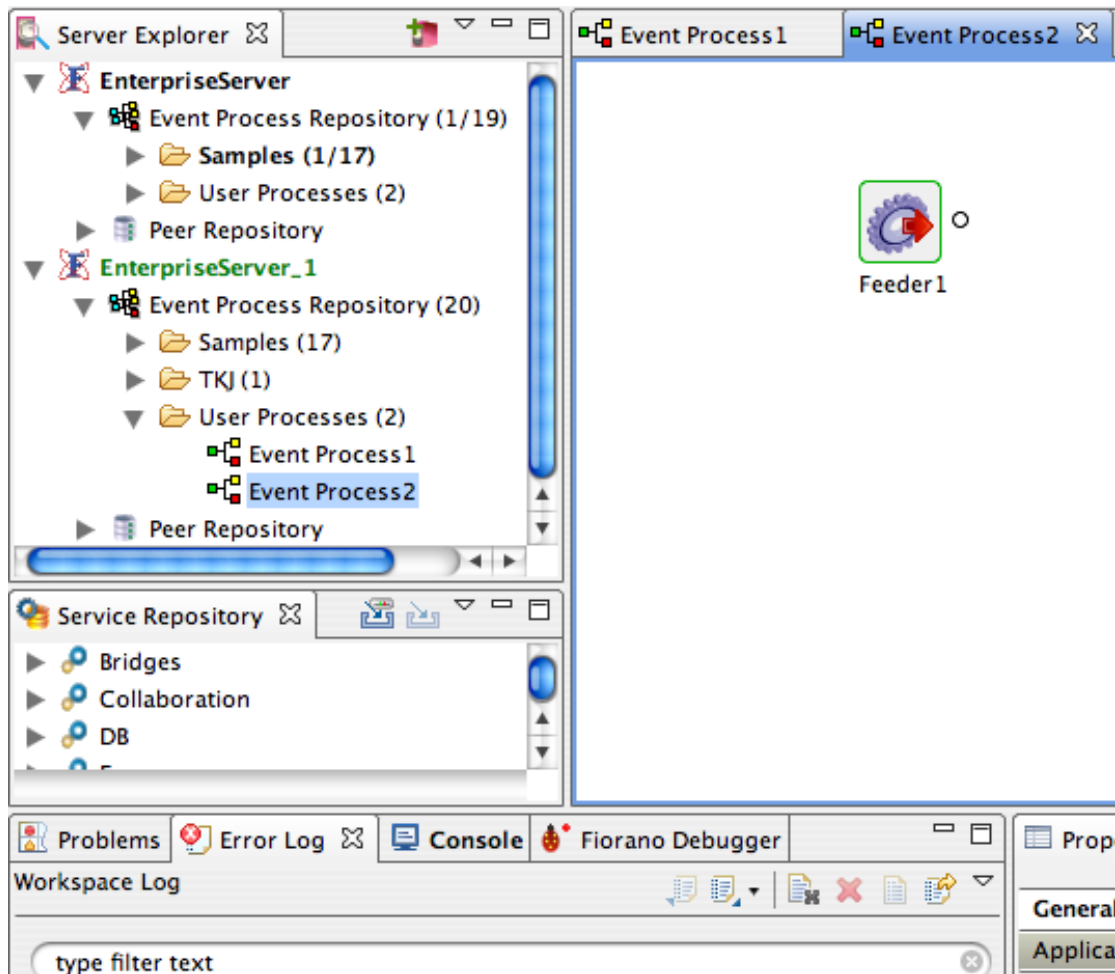 Server Explorer
EnterpriseServer
Event Process Repository (1/19)
Samples (1/17)
User Processes (2)
Peer Repository
EnterpriseServer_1
Event Process Repository (20)
Samples (17)
TKJ (1)
User Processes (2)
Event Process1
Event Process2
Peer Repository
Event Process1
Event Process2
Feeder1
Service Repository
Bridges
Collaboration
DB
Problems
Error Log
Console
Fiorano Debugger
Workspace Log
type filter text
Prope
General
Applica